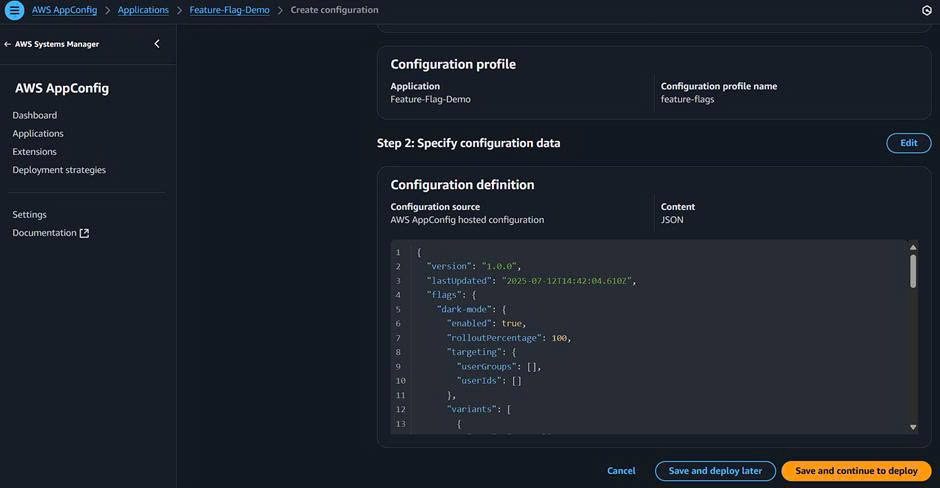 AWS AppConfig > Applications > Feature-Flag-Demo > Create configuration
← AWS Systems Manager
AWS AppConfig
Dashboard
Applications
Extensions
Deployment strategies
Settings
Documentation
Configuration profile
Application
Feature-Flag-Demo
Configuration profile name
feature-flags
Step 2: Specify configuration data
Edit
Configuration definition
Configuration source
AWS AppConfig hosted configuration
Content
JSON
1 {
2 "version": "1.0.0",
3 "lastUpdated": "2025-07-12T14:42:04.610Z",
4 "flags": {
5 "dark-mode": {
6 "enabled": true,
7 "rolloutPercentage": 100,
8 "targeting": {
9 "userGroups": [],
10 "userIds": []
11 },
12 "variants": [
13 {
Cancel
Save and deploy later
Save and continue to deploy